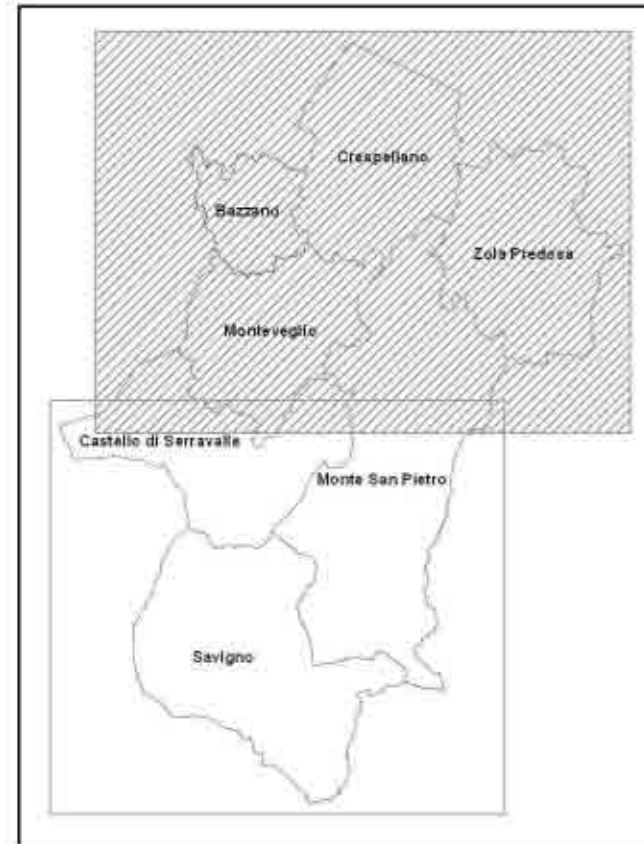 Crespellano
Bazzano
Zola Predosa
Monteveglio
Castello di Serravalle
Monte San Pietro
Savigno